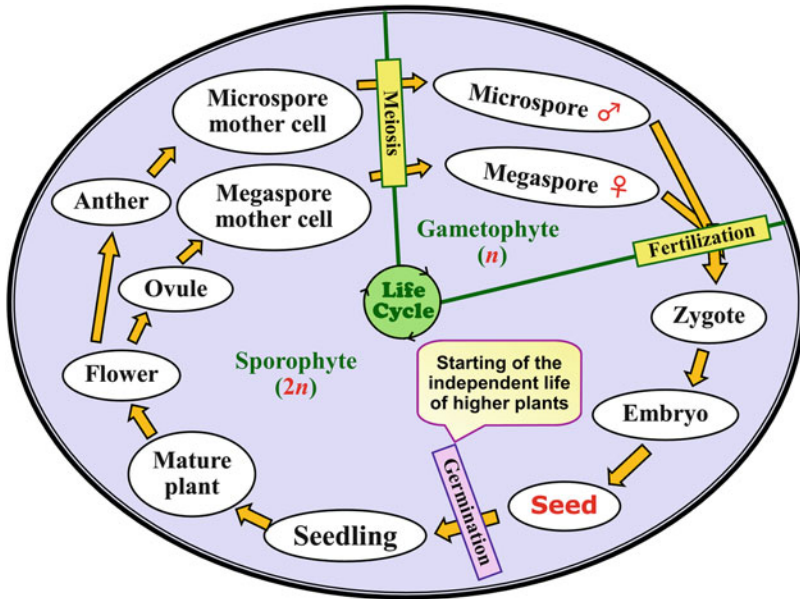 Microspore
mother cell
Meiosis
Microspore ♂
Megaspore
mother cell
Megaspore ♀
Anther
Gametophyte
(n)
Fertilization
Ovule
Life
Cycle
Zygote
Flower
Sporophyte
(2n)
Starting of the
independent life
of higher plants
Embryo
Mature
plant
Germination
Seed
Seedling